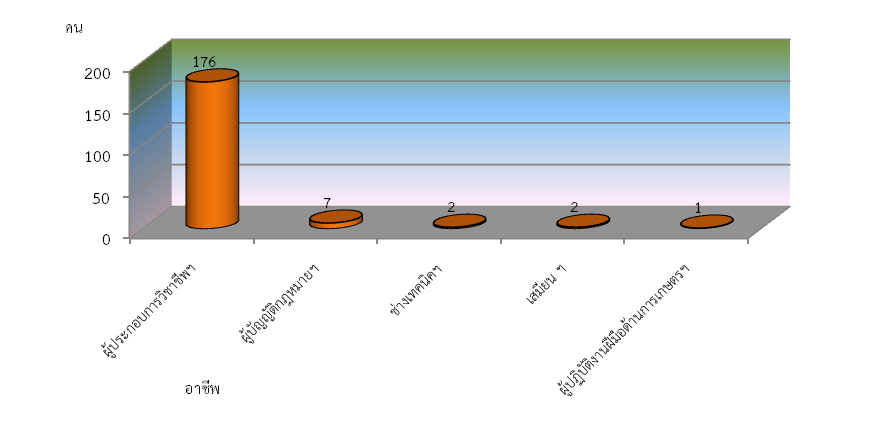 คน
200
150
100
50
0
176
7
2
2
1
ผู้ประกอบการวิชาชีพฯ
ผู้บัญญัติกฎหมายฯ
ช่างเทคนิคฯ
เสมียน ฯ
ผู้ปฏิบัติงานฝีมือด้านการเกษตรฯ
อาชีพ